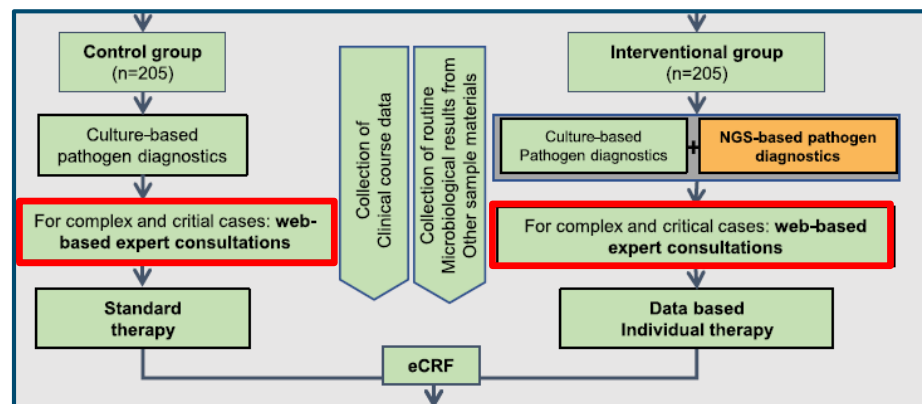 Control group
(n=205)
Interventional group
(n=205)
Culture-based
pathogen diagnostics
Collection of
Clinical course data
Collection of routine
Microbiological results from
Other sample materials
Culture-based
Pathogen diagnostics
+
NGS-based pathogen
diagnostics
For complex and critial cases: web-
based expert consultations
For complex and critical cases: web-based
expert consultations
Standard
therapy
Data based
Individual therapy
eCRF